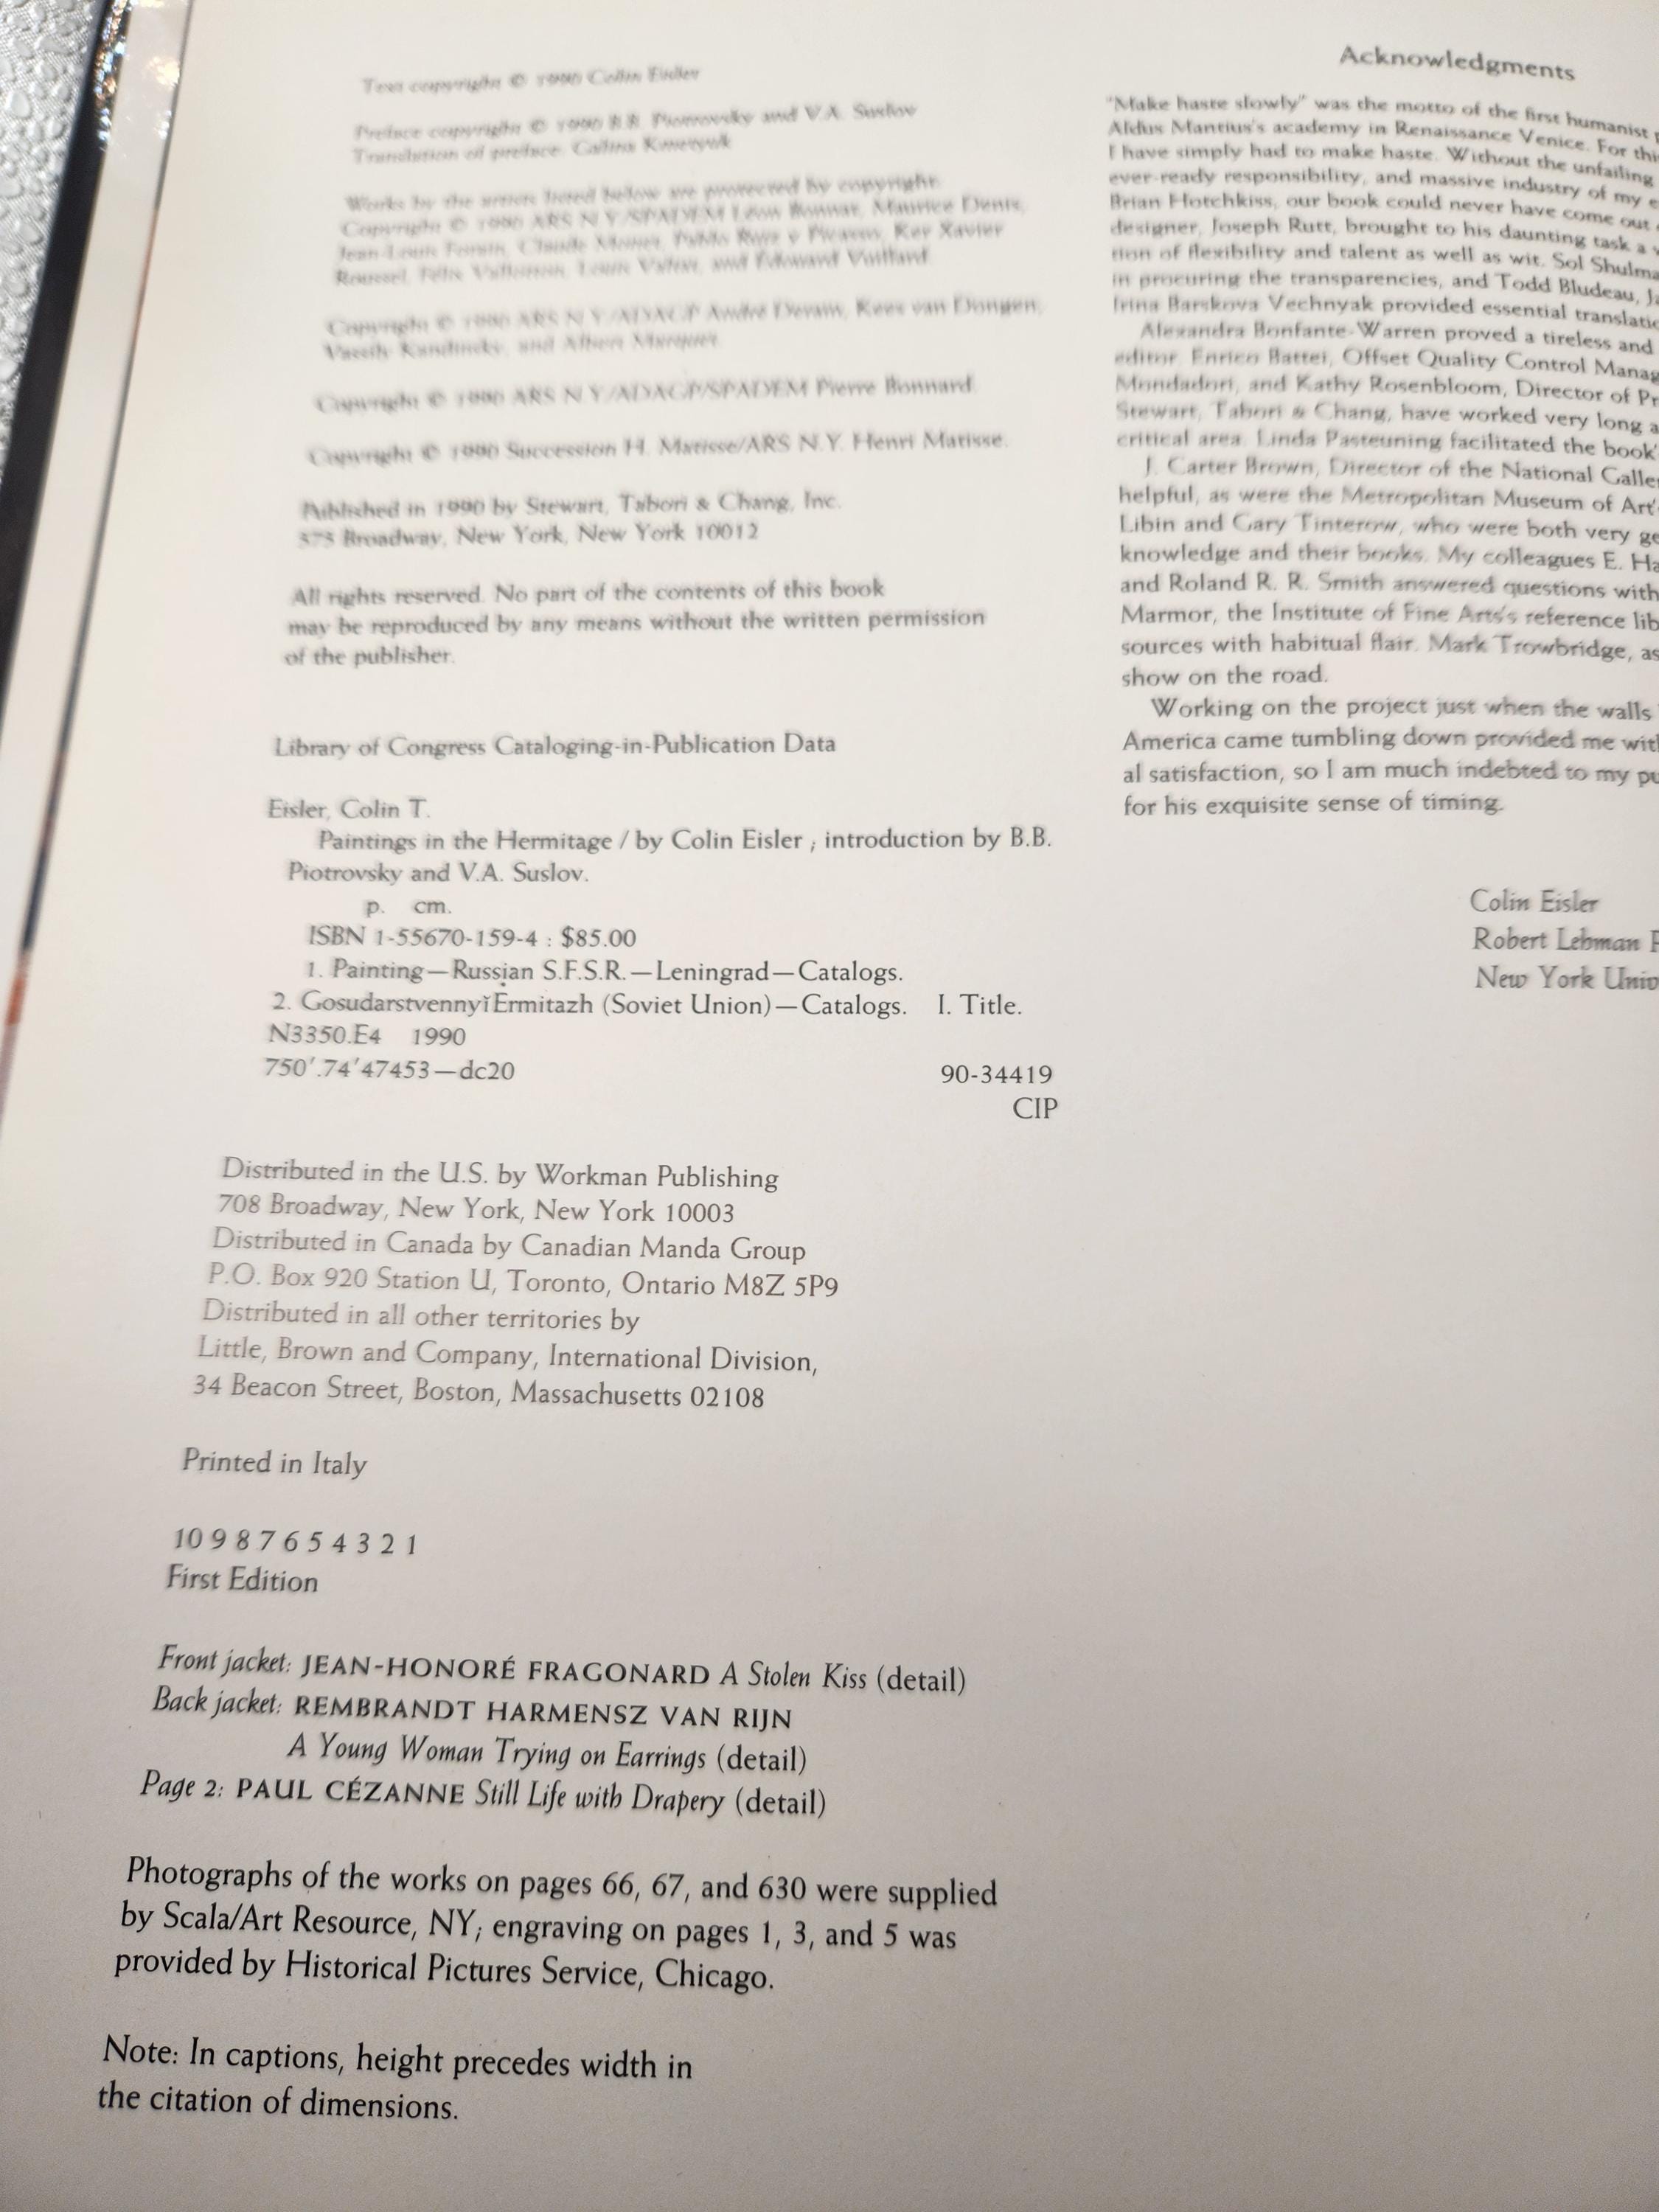 Text copyright © 1990 Colin Eisler
Preface copyright © 1990 B.B. Piotrovsky and V.A. Suslov
Translation of preface,
Works by the artists listed below are protected by copyright.
Copyright © 1990 ARS N.Y./SPADEM Léon Bonnat, Maurice Denis,
Jean-Louis Forain, Claude Monet, Pablo Ruiz y Picasso, Ker Xavier
Roussel, Félix Vallotton, Louis Valtat, and Édouard Vuillard.
Copyright © 1990 ARS N.Y./ADAGP André Derain, Kees van Dongen,
Vassily Kandinsky, and Albert Marquet.
Copyright © 1990 ARS N.Y./ADAGP/SPADEM Pierre Bonnard.
Copyright © 1990 Succession H. Matisse/ARS N.Y. Henri Matisse.
Published in 1990 by Stewart, Tabori & Chang, Inc.
575 Broadway, New York, New York 10012
All rights reserved. No part of the contents of this book
may be reproduced by any means without the written permission
of the publisher.
Library of Congress Cataloging-in-Publication Data
Eisler, Colin T.
Paintings in the Hermitage / by Colin Eisler ; introduction by B.B.
Piotrovsky and V.A. Suslov.
p. cm.
ISBN 1-55670-159-4 : $85.00
1. Painting—Russian S.F.S.R.—Leningrad—Catalogs.
2. Gosudarstvennyĭ Ėrmitazh (Soviet Union)—Catalogs. I. Title.
N3350.E4 1990
750'.74'47453—dc20 90-34419
CIP
Distributed in the U.S. by Workman Publishing
708 Broadway, New York, New York 10003
Distributed in Canada by Canadian Manda Group
P.O. Box 920 Station U, Toronto, Ontario M8Z 5P9
Distributed in all other territories by
Little, Brown and Company, International Division,
34 Beacon Street, Boston, Massachusetts 02108
Printed in Italy
10 9 8 7 6 5 4 3 2 1
First Edition
Front jacket: JEAN-HONORÉ FRAGONARD A Stolen Kiss (detail)
Back jacket: REMBRANDT HARMENSZ VAN RIJN
A Young Woman Trying on Earrings (detail)
Page 2: PAUL CÉZANNE Still Life with Drapery (detail)
Photographs of the works on pages 66, 67, and 630 were supplied
by Scala/Art Resource, NY; engraving on pages 1, 3, and 5 was
provided by Historical Pictures Service, Chicago.
Note: In captions, height precedes width in
the citation of dimensions.
Acknowledgments
"Make haste slowly" was the motto of the first humanist
Aldus Mantius's academy in Renaissance Venice. For this
I have simply had to make haste. Without the unfailing
ever-ready responsibility, and massive industry of my
Brian Hotchkiss, our book could never have come out
designer, Joseph Rutt, brought to his daunting task a
tion of flexibility and talent as well as wit. Sol Shulma
in procuring the transparencies, and Todd Bludeau,
Irina Barskova Vechnyak provided essential translatio
Alexandra Bonfante-Warren proved a tireless and
editor. Enrico Battei, Offset Quality Control Manag
Mondadori, and Kathy Rosenbloom, Director of Pr
Stewart, Tabori & Chang, have worked very long a
critical area. Linda Pasteuning facilitated the book'
J. Carter Brown, Director of the National Galle
helpful, as were the Metropolitan Museum of Art'
Libin and Gary Tinterow, who were both very ge
knowledge and their books. My colleagues E. Ha
and Roland R. R. Smith answered questions with
Marmor, the Institute of Fine Arts's reference lib
sources with habitual flair. Mark Trowbridge, as
show on the road.
Working on the project just when the walls
America came tumbling down provided me with
al satisfaction, so I am much indebted to my pu
for his exquisite sense of timing.
Colin Eisler
Robert Lehman P
New York Univ